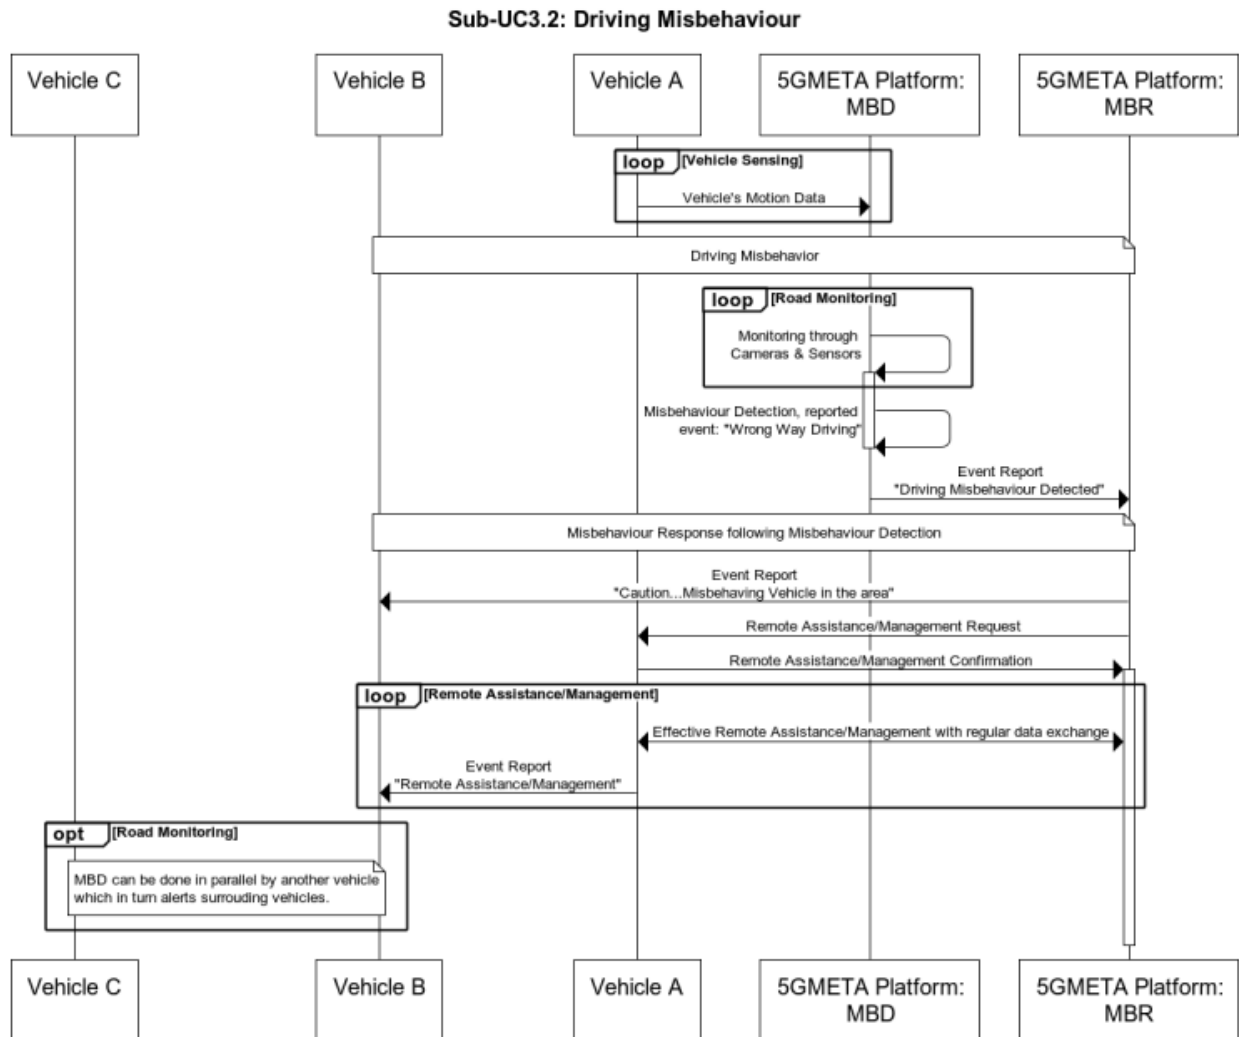 Sub-UC3.2: Driving Misbehaviour
Vehicle C
Vehicle B
Vehicle A
5GMETA Platform:
MBD
5GMETA Platform:
MBR
loop [Vehicle Sensing]
Vehicle's Motion Data
Driving Misbehavior
loop [Road Monitoring]
Monitoring through
Cameras & Sensors
Misbehaviour Detection, reported
event: "Wrong Way Driving"
Event Report
"Driving Misbehaviour Detected"
Misbehaviour Response following Misbehaviour Detection
Event Report
"Caution...Misbehaving Vehicle in the area"
Remote Assistance/Management Request
Remote Assistance/Management Confirmation
loop [Remote Assistance/Management]
Effective Remote Assistance/Management with regular data exchange
Event Report
"Remote Assistance/Management"
opt [Road Monitoring]
MBD can be done in parallel by another vehicle
which in turn alerts surrouding vehicles.
Vehicle C
Vehicle B
Vehicle A
5GMETA Platform:
MBD
5GMETA Platform:
MBR